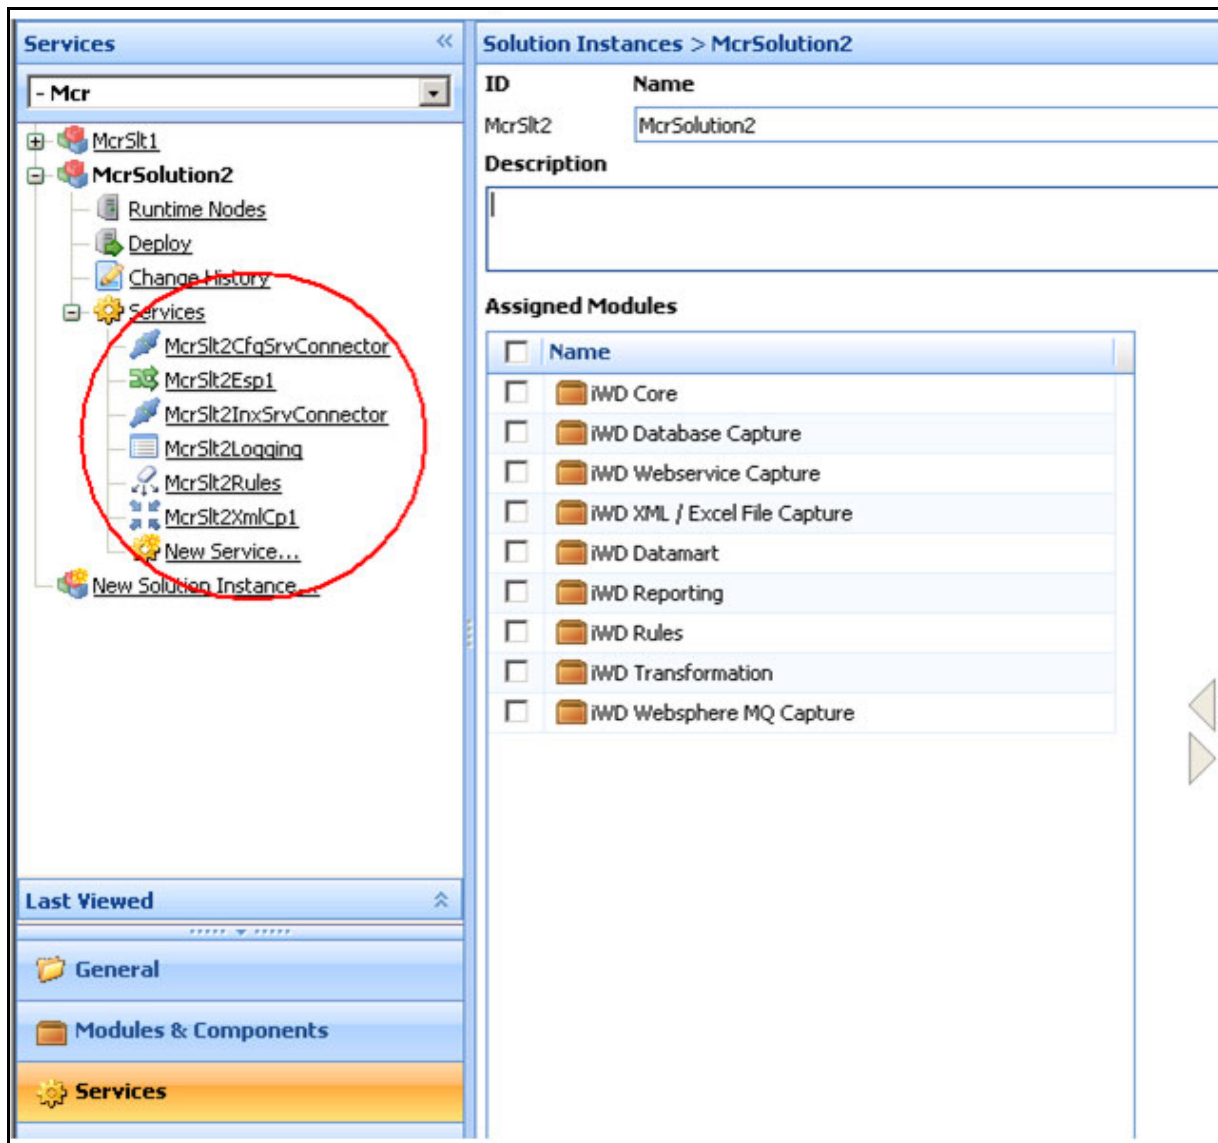 Services
- Mcr
McrSlt1
McrSolution2
Runtime Nodes
Deploy
Change History
Services
McrSlt2CfgSrvConnector
McrSlt2Esp1
McrSlt2InxSrvConnector
McrSlt2Logging
McrSlt2Rules
McrSlt2XmlCp1
New Service...
New Solution Instance...
Last Viewed
General
Modules & Components
Services
Solution Instances > McrSolution2
ID Name
McrSlt2 McrSolution2
Description
Assigned Modules
Name
iWD Core
iWD Database Capture
iWD Webservice Capture
iWD XML / Excel File Capture
iWD Datamart
iWD Reporting
iWD Rules
iWD Transformation
iWD Websphere MQ Capture